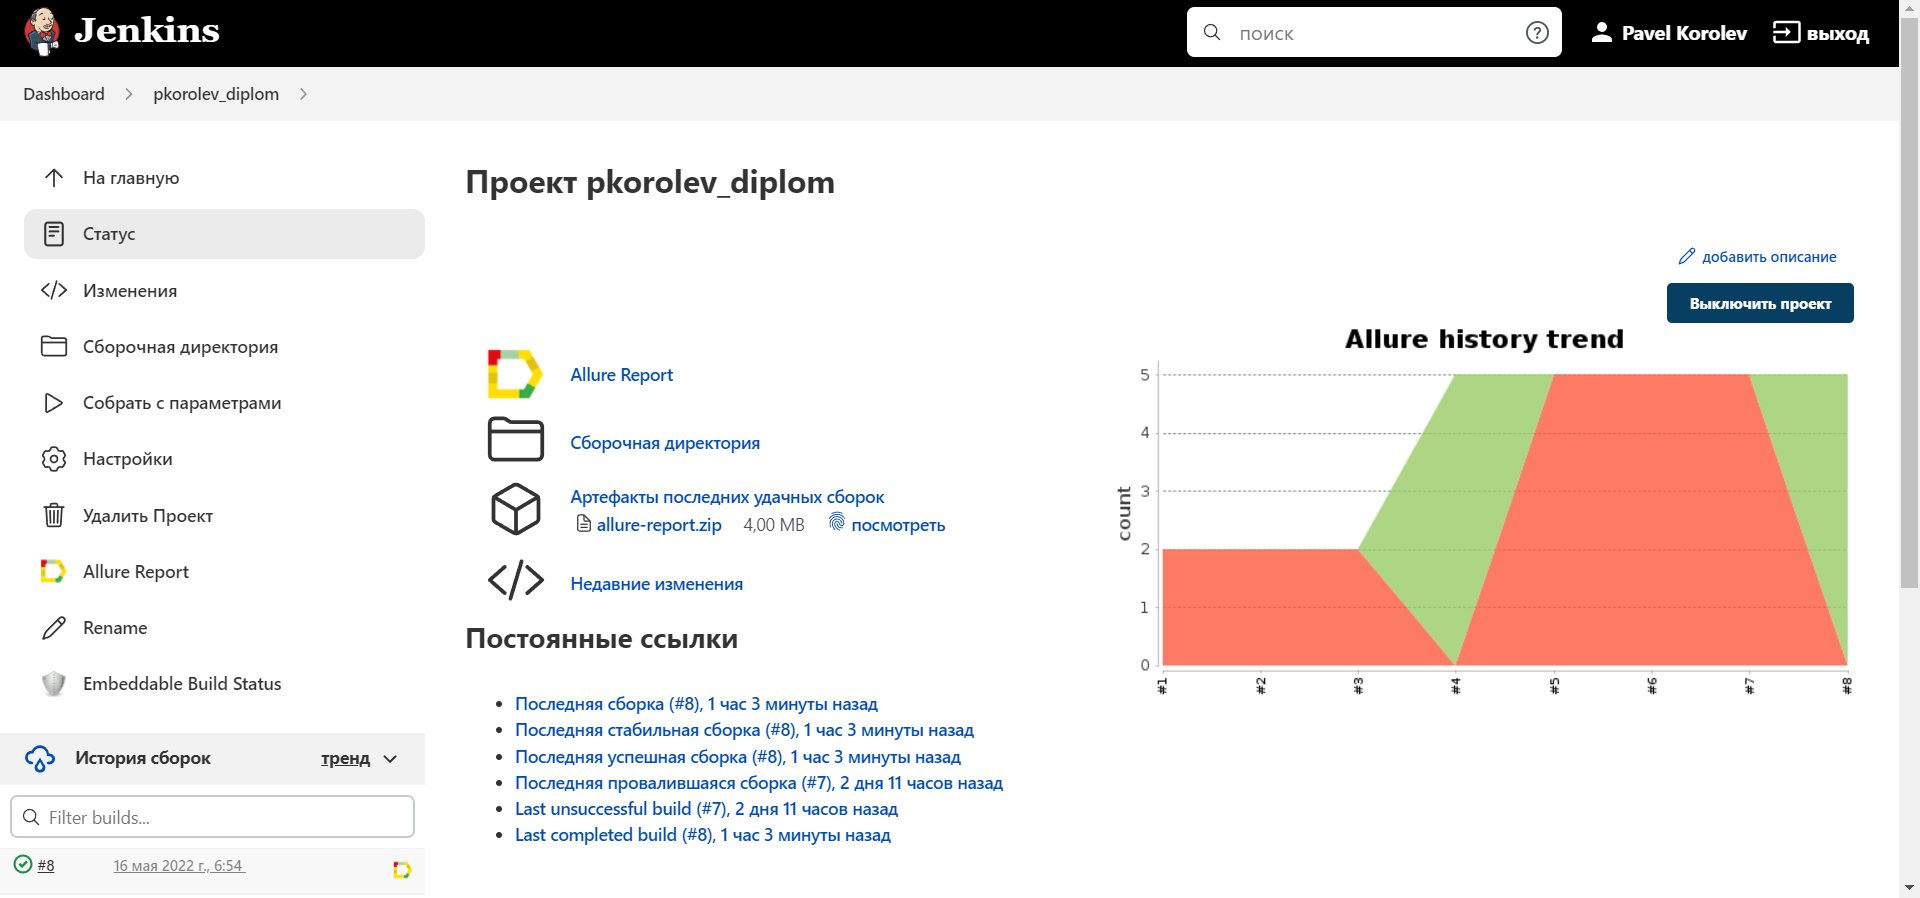 Jenkins
поиск
Pavel Korolev
выход
Dashboard
pkorolev_diplom
На главную
Статус
Изменения
Сборочная директория
Собрать с параметрами
Настройки
Удалить Проект
Allure Report
Rename
Embeddable Build Status
История сборок
тренд
Filter builds...
#8
16 мая 2022 г., 6:54
Проект pkorolev_diplom
добавить описание
Выключить проект
Allure Report
Сборочная директория
Артефакты последних удачных сборок
allure-report.zip 4,00 MB посмотреть
Недавние изменения
Постоянные ссылки
Последняя сборка (#8), 1 час 3 минуты назад
Последняя стабильная сборка (#8), 1 час 3 минуты назад
Последняя успешная сборка (#8), 1 час 3 минуты назад
Последняя провалившаяся сборка (#7), 2 дня 11 часов назад
Last unsuccessful build (#7), 2 дня 11 часов назад
Last completed build (#8), 1 час 3 минуты назад
Allure history trend
count
5
4
3
2
1
0
#1
#2
#3
#4
#5
#6
#7
#8